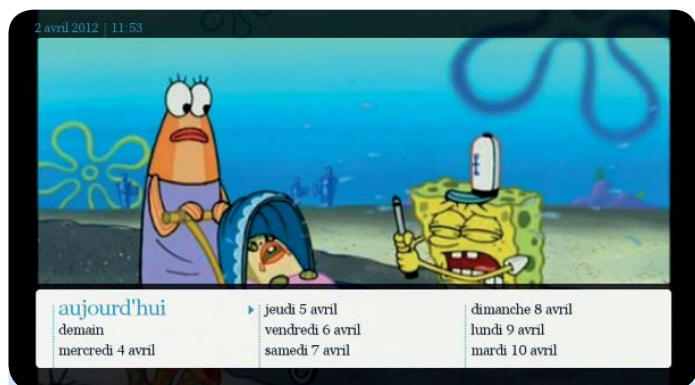 2 avril 2012 | 11:53
aujourd'hui
demain
mercredi 4 avril
jeudi 5 avril
vendredi 6 avril
samedi 7 avril
dimanche 8 avril
lundi 9 avril
mardi 10 avril